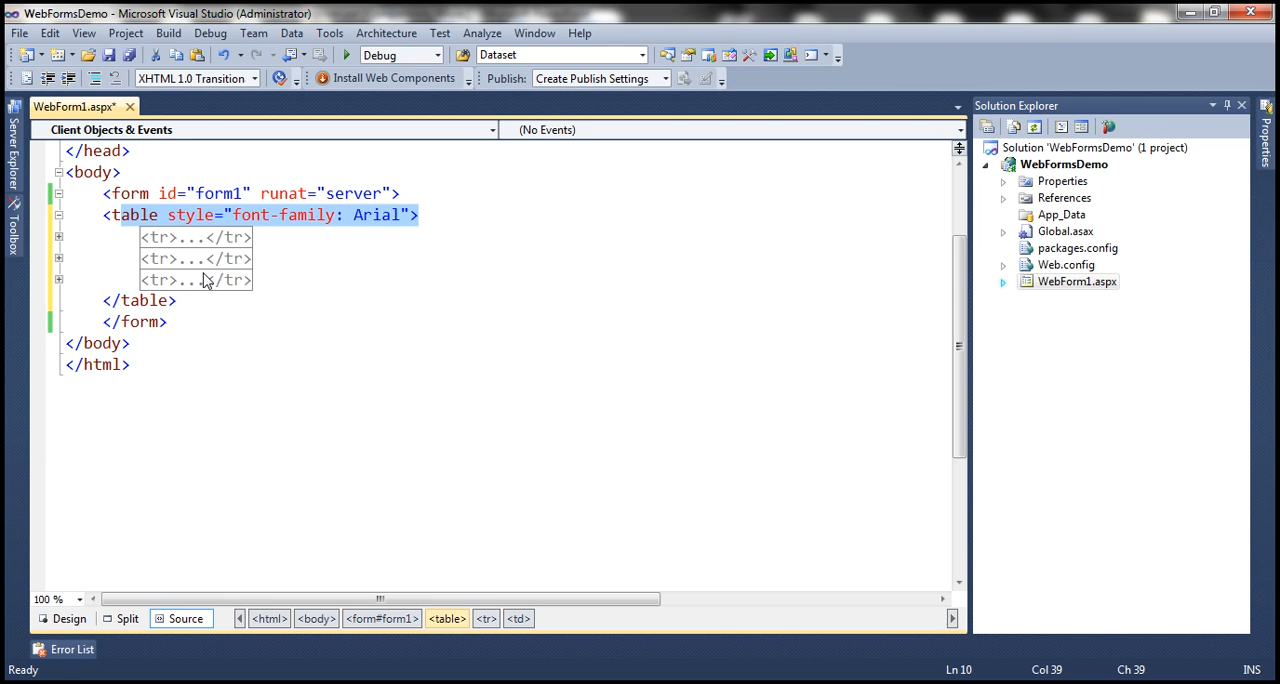 WebFormsDemo - Microsoft Visual Studio (Administrator)
File Edit View Project Build Debug Team Data Tools Architecture Test Analyze Window Help
Debug Dataset
XHTML 1.0 Transition Install Web Components Publish: Create Publish Settings
WebForm1.aspx*
Client Objects & Events (No Events)
</head>
<body>
<form id="form1" runat="server">
<table style="font-family: Arial">
<tr>...</tr>
<tr>...</tr>
<tr>...</tr>
</table>
</form>
</body>
</html>
100 %
Design Split Source <html> <body> <form#form1> <table> <tr> <td>
Error List
Ready Ln 10 Col 39 Ch 39 INS
Server Explorer
Toolbox
Solution Explorer
Solution 'WebFormsDemo' (1 project)
WebFormsDemo
Properties
References
App_Data
Global.asax
packages.config
Web.config
WebForm1.aspx
Properties